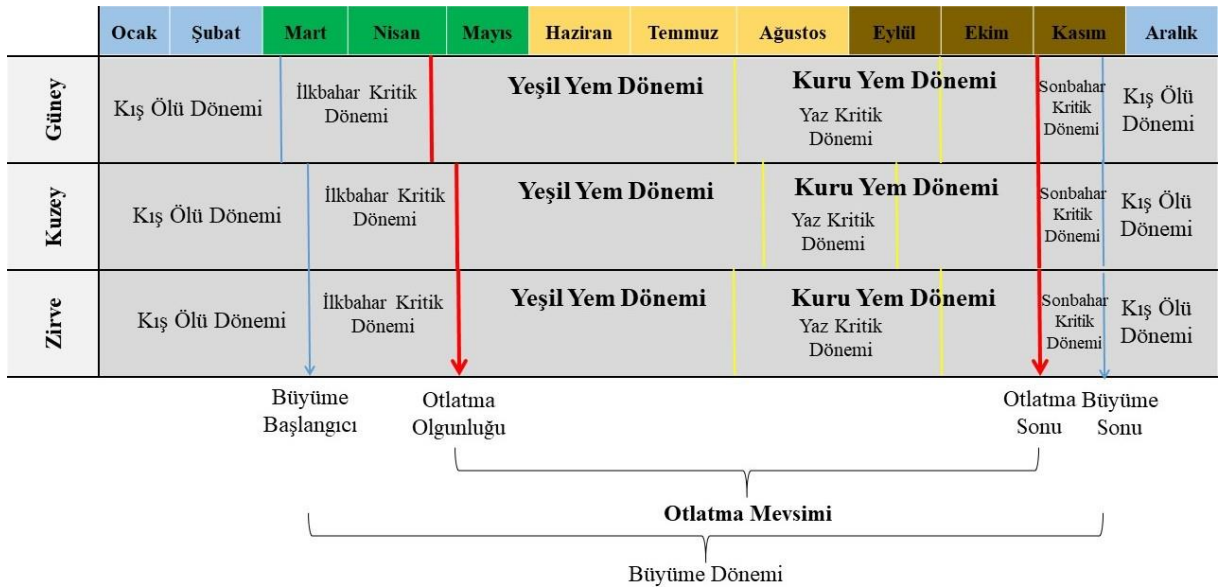 Ocak Şubat Mart Nisan Mayıs Haziran Temmuz Ağustos Eylül Ekim Kasım Aralık
Güney
Kış Ölü Dönemi
İlkbahar Kritik
Dönemi
Yeşil Yem Dönemi
Kuru Yem Dönemi
Yaz Kritik
Dönemi
Sonbahar
Kritik
Dönemi
Kış Ölü
Dönemi
Kuzey
Kış Ölü Dönemi
İlkbahar Kritik
Dönemi
Yeşil Yem Dönemi
Kuru Yem Dönemi
Yaz Kritik
Dönemi
Sonbahar
Kritik
Dönemi
Kış Ölü
Dönemi
Zirve
Kış Ölü Dönemi
İlkbahar Kritik
Dönemi
Yeşil Yem Dönemi
Kuru Yem Dönemi
Yaz Kritik
Dönemi
Sonbahar
Kritik
Dönemi
Kış Ölü
Dönemi
Büyüme
Başlangıcı
Otlatma
Olgunluğu
Otlatma
Sonu
Büyüme
Sonu
Otlatma Mevsimi
Büyüme Dönemi